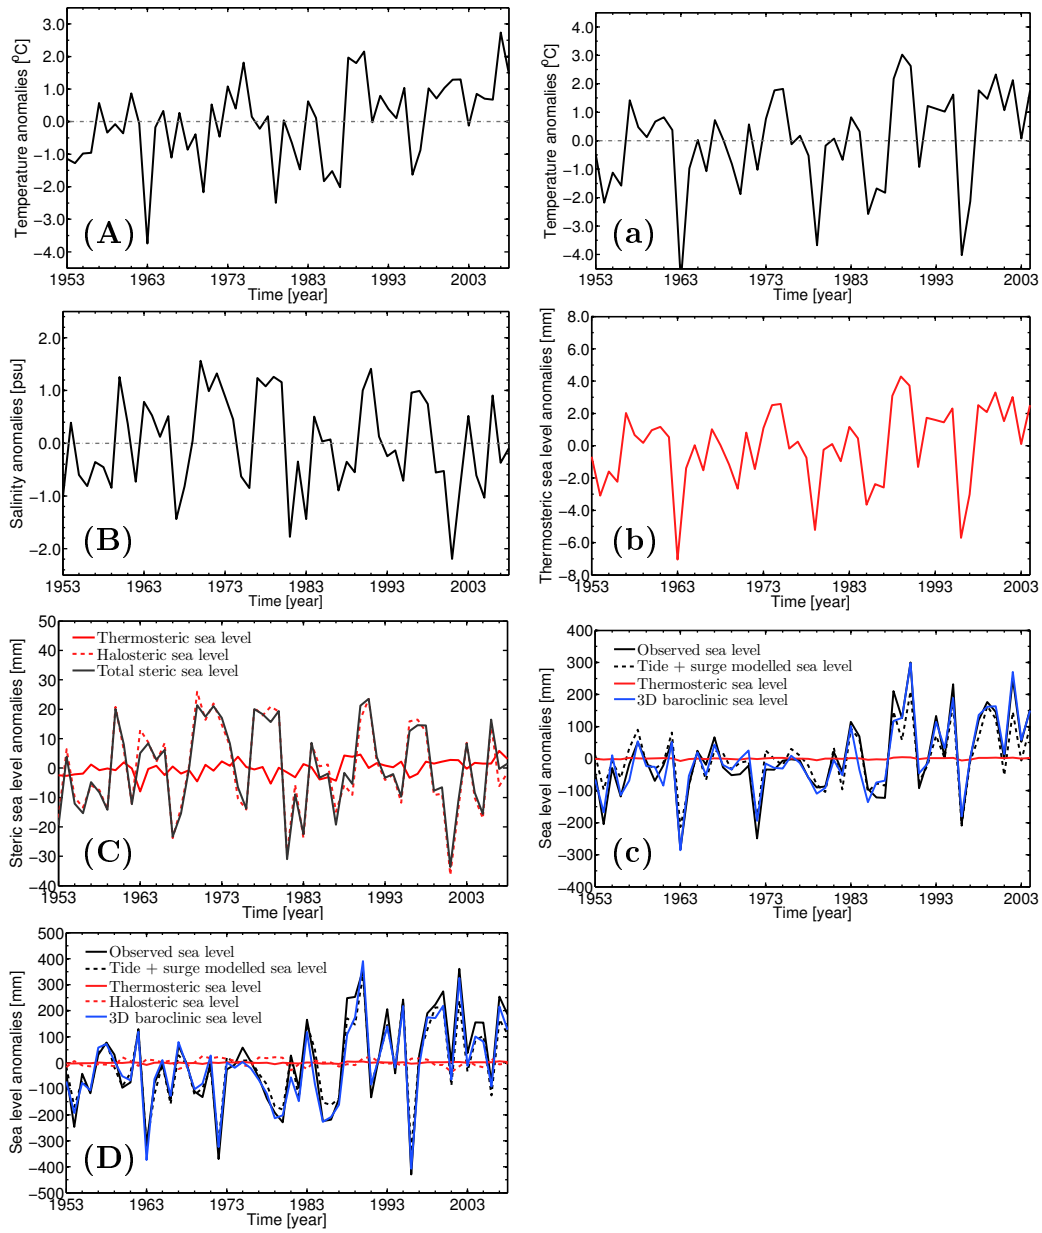 3.0
2.0
1.0
0.0
−1.0
−2.0
−3.0
−4.0
Temperature anomalies [°C]
(A)
1953 1963 1973 1983 1993 2003
Time [year]
4.0
3.0
2.0
1.0
0.0
−1.0
−2.0
−3.0
−4.0
Temperature anomalies [°C]
(a)
1953 1963 1973 1983 1993 2003
Time [year]
2.0
1.0
0.0
−1.0
−2.0
Salinity anomalies [psu]
(B)
1953 1963 1973 1983 1993 2003
Time [year]
8.0
6.0
4.0
2.0
0.0
−2.0
−4.0
−6.0
−8.0
Thermosteric sea level anomalies [mm]
(b)
1953 1963 1973 1983 1993 2003
Time [year]
50
40
30
20
10
0
−10
−20
−30
−40
Steric sea level anomalies [mm]
Thermosteric sea level
Halosteric sea level
Total steric sea level
(C)
1953 1963 1973 1983 1993 2003
Time [year]
400
300
200
100
0
−100
−200
−300
−400
Sea level anomalies [mm]
Observed sea level
Tide + surge modelled sea level
Thermosteric sea level
3D baroclinic sea level
(c)
1953 1963 1973 1983 1993 2003
Time [year]
500
400
300
200
100
0
−100
−200
−300
−400
−500
Sea level anomalies [mm]
Observed sea level
Tide + surge modelled sea level
Thermosteric sea level
Halosteric sea level
3D baroclinic sea level
(D)
1953 1963 1973 1983 1993 2003
Time [year]